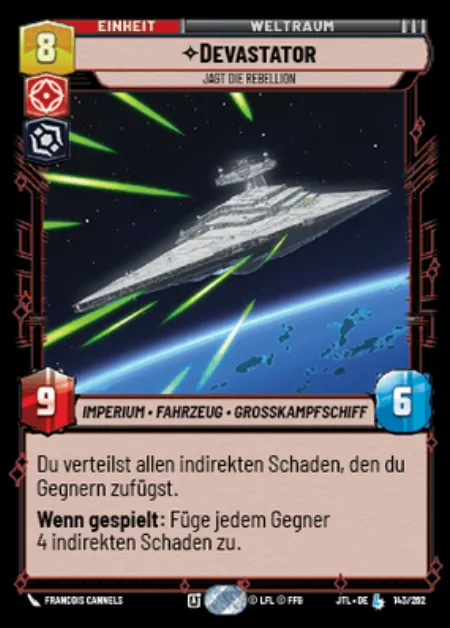 EINHEIT WELTRAUM
8
✧DEVASTATOR
JAGT DIE REBELLION
9
6
IMPERIUM • FAHRZEUG • GROSSKAMPFSCHIFF
Du verteilst allen indirekten Schaden, den du
Gegnern zufügst.
Wenn gespielt: Füge jedem Gegner
4 indirekten Schaden zu.
FRANCOIS CANNELS © LFL © FFG JTL • DE 143/262